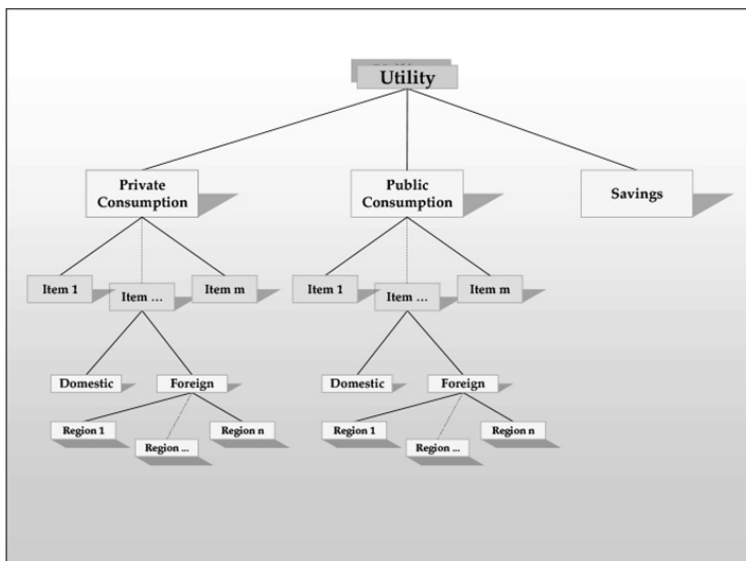 Utility
Private
Consumption
Public
Consumption
Savings
Item 1
Item ...
Item m
Item 1
Item ...
Item m
Domestic
Foreign
Domestic
Foreign
Region 1
Region ...
Region n
Region 1
Region ...
Region n